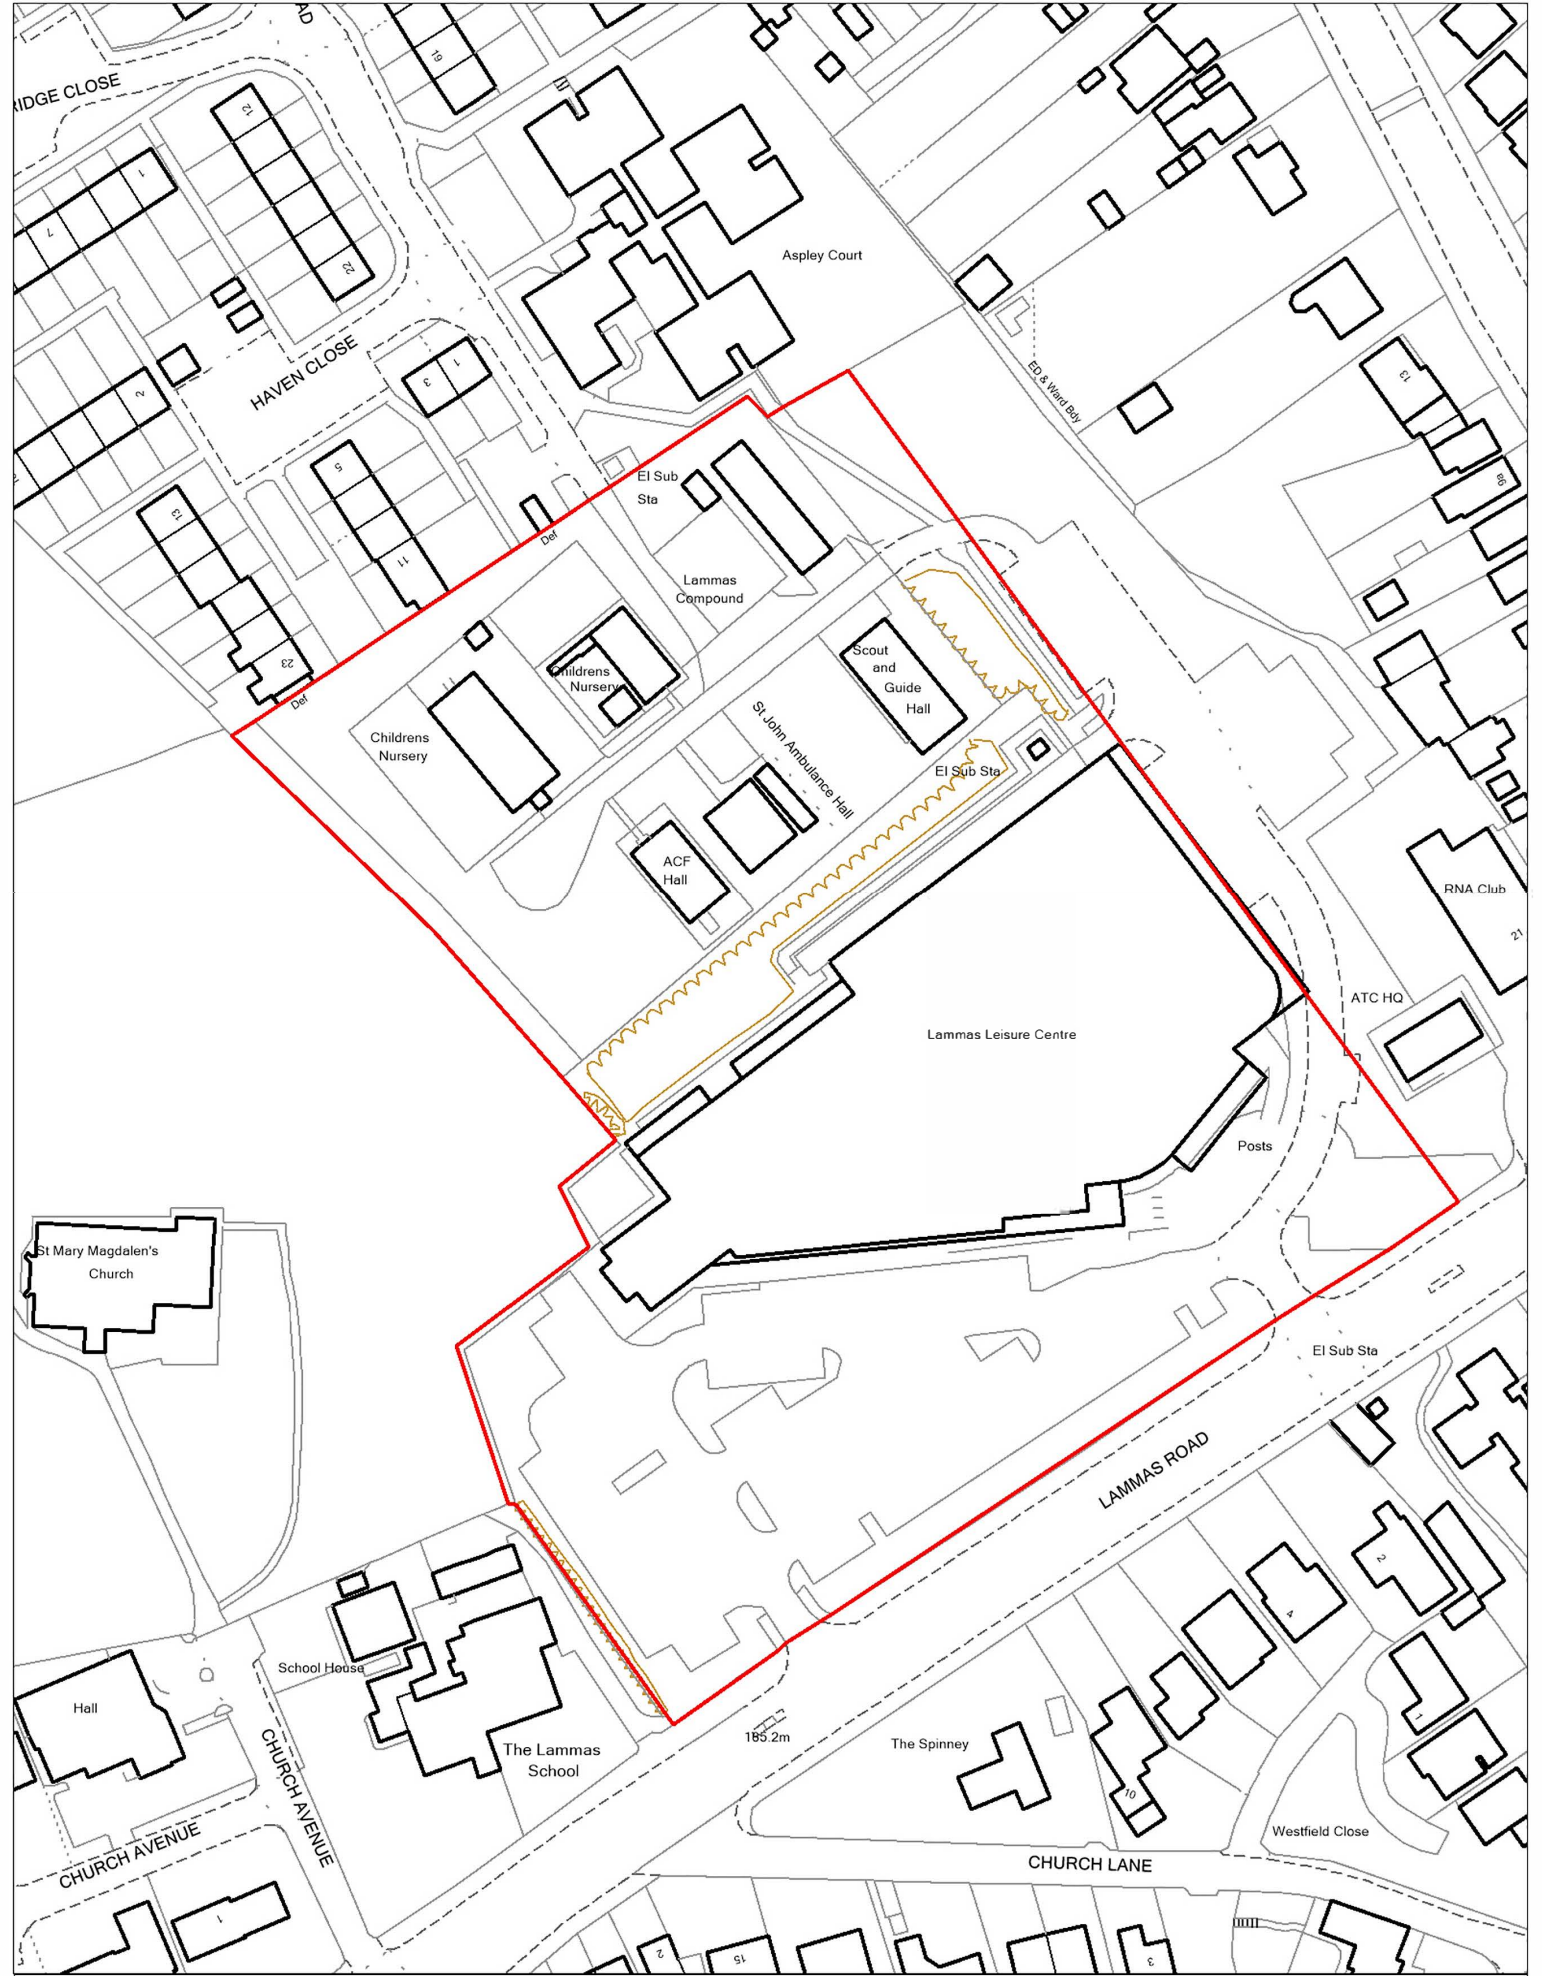 AD
RIDGE CLOSE
19
12
1
7
22
Aspley Court
HAVEN CLOSE
1
3
2
ED & Ward Bdy
13
9a
5
El Sub
Sta
13
Def
11
Lammas
Compound
23
Def
Childrens
Nursery
Scout
and
Guide
Hall
St John Ambulance Hall
Childrens
Nursery
El Sub Sta
ACF
Hall
RNA Club
21
ATC HQ
Lammas Leisure Centre
Posts
St Mary Magdalen's
Church
El Sub Sta
LAMMAS ROAD
2
4
School House
Hall
The Lammas
School
185.2m
The Spinney
1
10
CHURCH AVENUE
CHURCH AVENUE
Westfield Close
CHURCH LANE
1
2
15
3